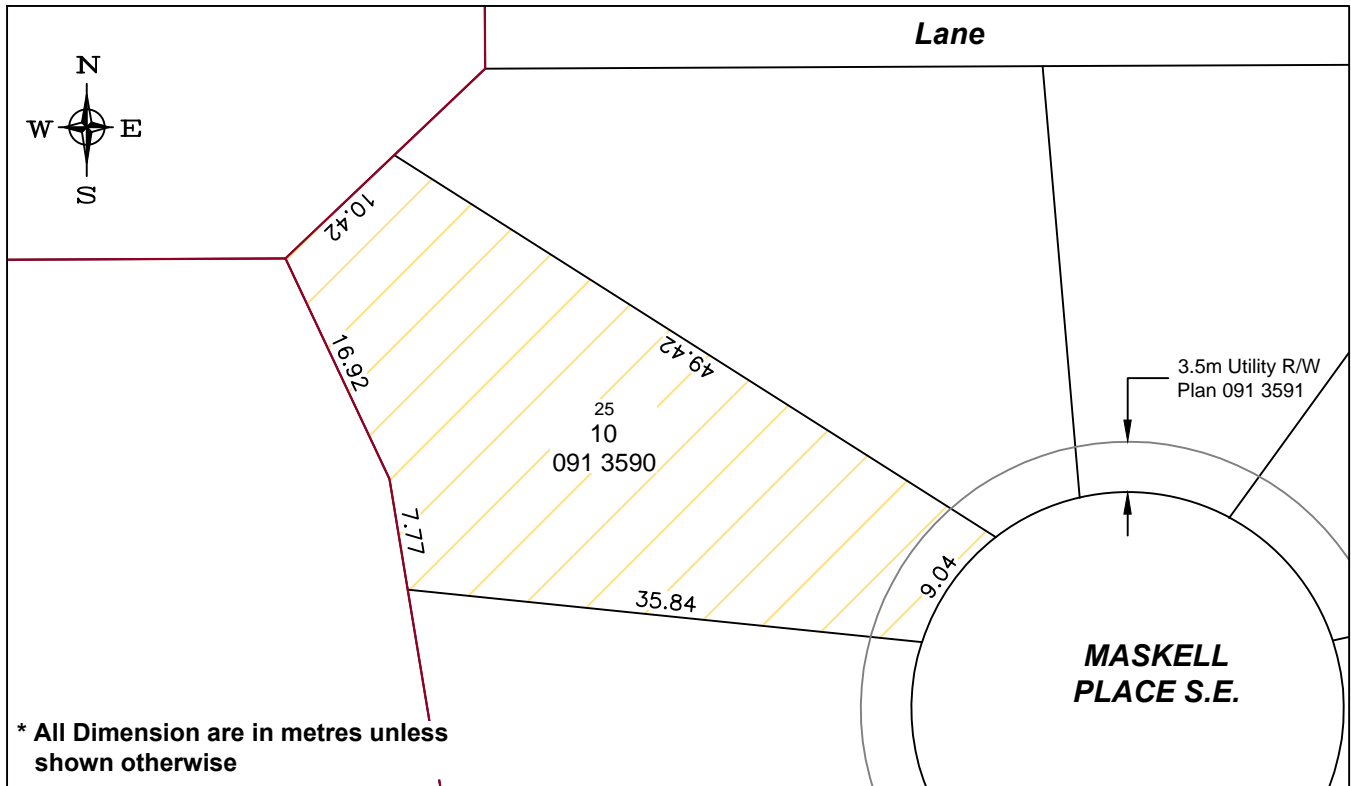 Lane
N
W E
S
10.42
16.92
49.42
3.5m Utility R/W
Plan 091 3591
25
10
091 3590
7.77
9.04
35.84
MASKELL
PLACE S.E.
* All Dimension are in metres unless
shown otherwise